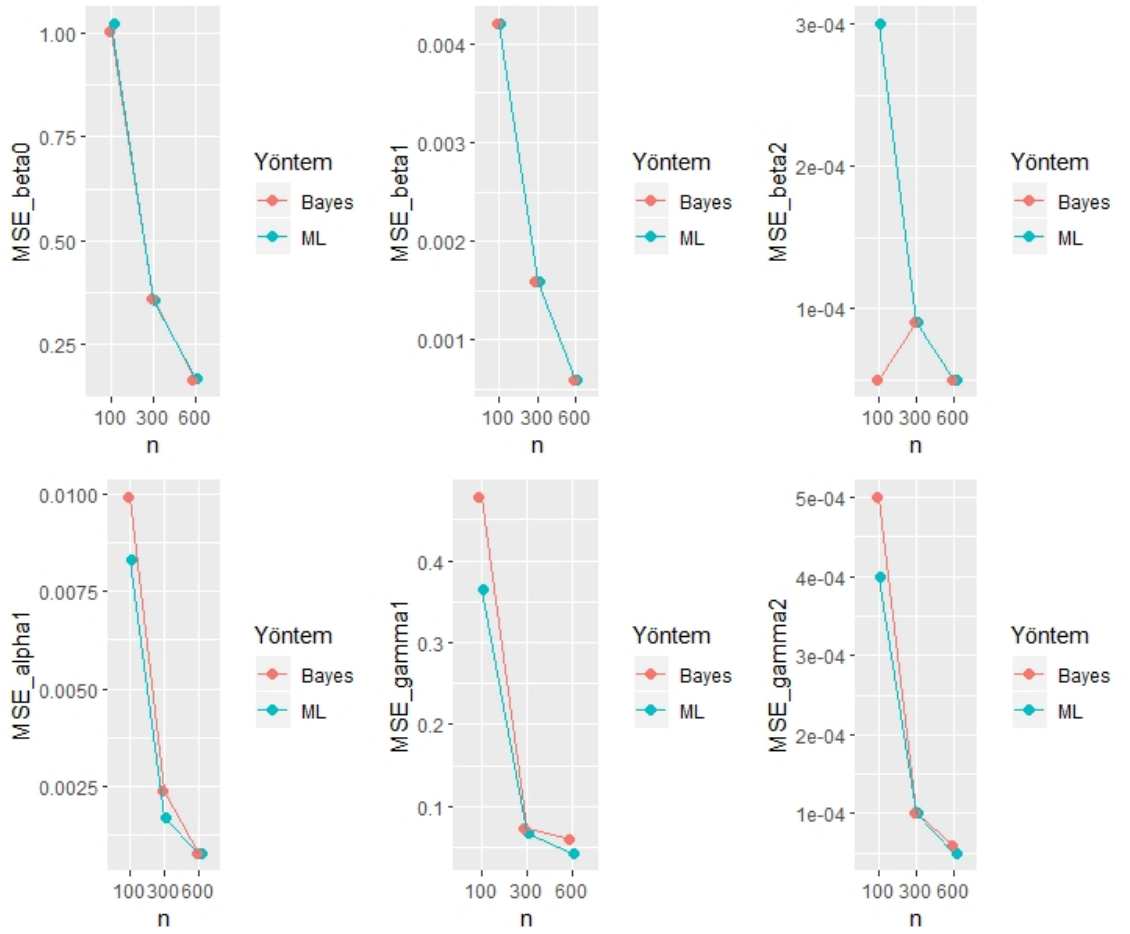 MSE_beta0
1.00
0.75
0.50
0.25
100 300 600
n
Yöntem
Bayes
ML
MSE_beta1
0.004
0.003
0.002
0.001
100 300 600
n
Yöntem
Bayes
ML
MSE_beta2
3e-04
2e-04
1e-04
100 300 600
n
Yöntem
Bayes
ML
MSE_alpha1
0.0100
0.0075
0.0050
0.0025
100 300 600
n
Yöntem
Bayes
ML
MSE_gamma1
0.4
0.3
0.2
0.1
100 300 600
n
Yöntem
Bayes
ML
MSE_gamma2
5e-04
4e-04
3e-04
2e-04
1e-04
100 300 600
n
Yöntem
Bayes
ML